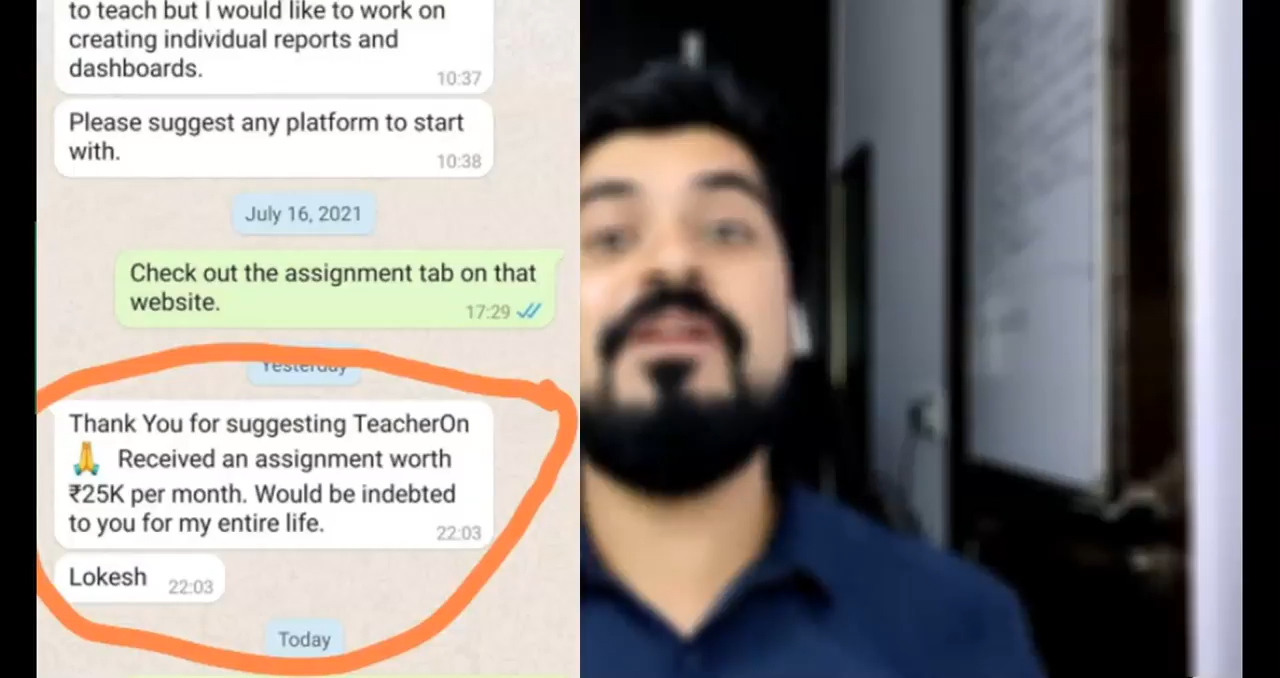 to teach but I would like to work on
creating individual reports and
dashboards.
10:37
Please suggest any platform to start
with.
10:38
July 16, 2021
Check out the assignment tab on that
website.
17:29
Yesterday
Thank You for suggesting TeacherOn
🙏 Received an assignment worth
₹25K per month. Would be indebted
to you for my entire life.
22:03
Lokesh 22:03
Today